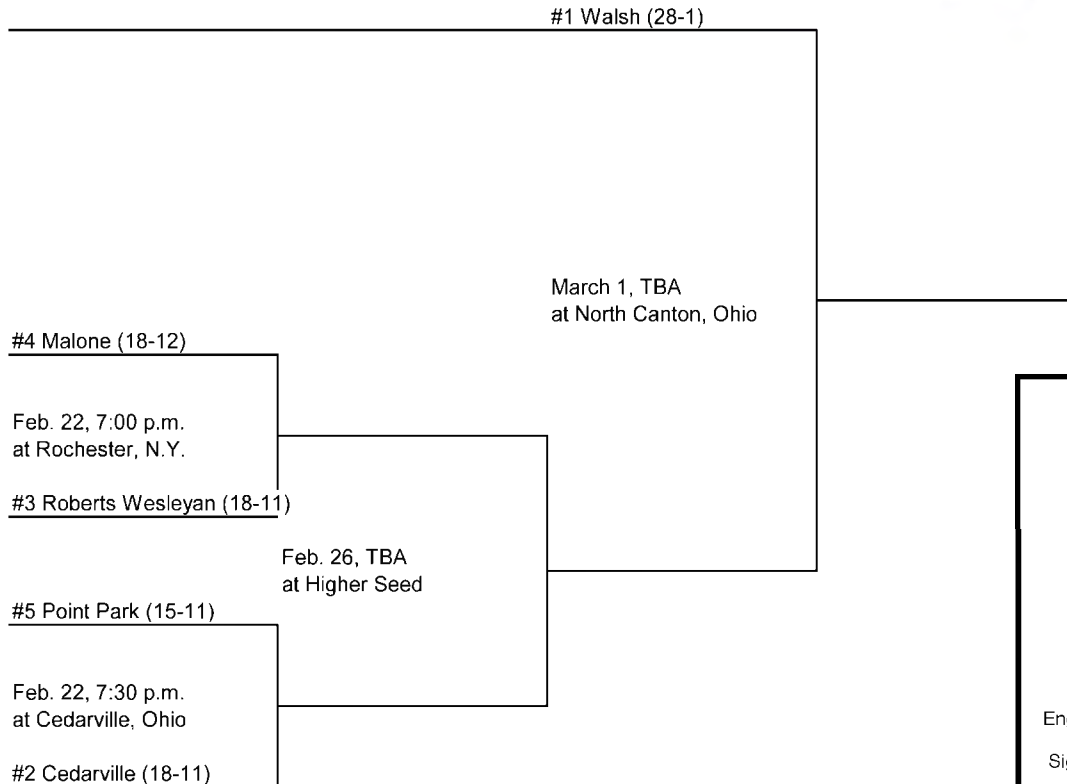 #1 Walsh (28-1)
March 1, TBA
at North Canton, Ohio
#4 Malone (18-12)
Feb. 22, 7:00 p.m.
at Rochester, N.Y.
#3 Roberts Wesleyan (18-11)
Feb. 26, TBA
at Higher Seed
#5 Point Park (15-11)
Feb. 22, 7:30 p.m.
at Cedarville, Ohio
#2 Cedarville (18-11)